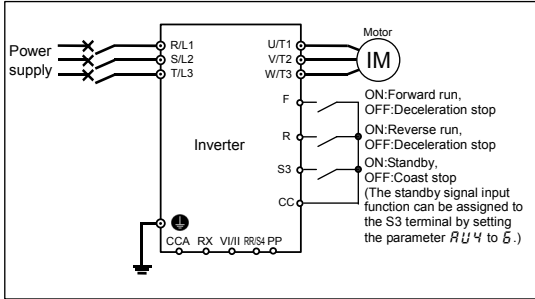 Power
supply
R/L1
S/L2
T/L3
U/T1
V/T2
W/T3
Motor
IM
Inverter
F
ON:Forward run,
OFF:Deceleration stop
R
ON:Reverse run,
OFF:Deceleration stop
S3
ON:Standby,
OFF:Coast stop
(The standby signal input
function can be assigned to
the S3 terminal by setting
the parameter AU4 to 6.)
CC
CCA RX VI/II RR/S4 PP